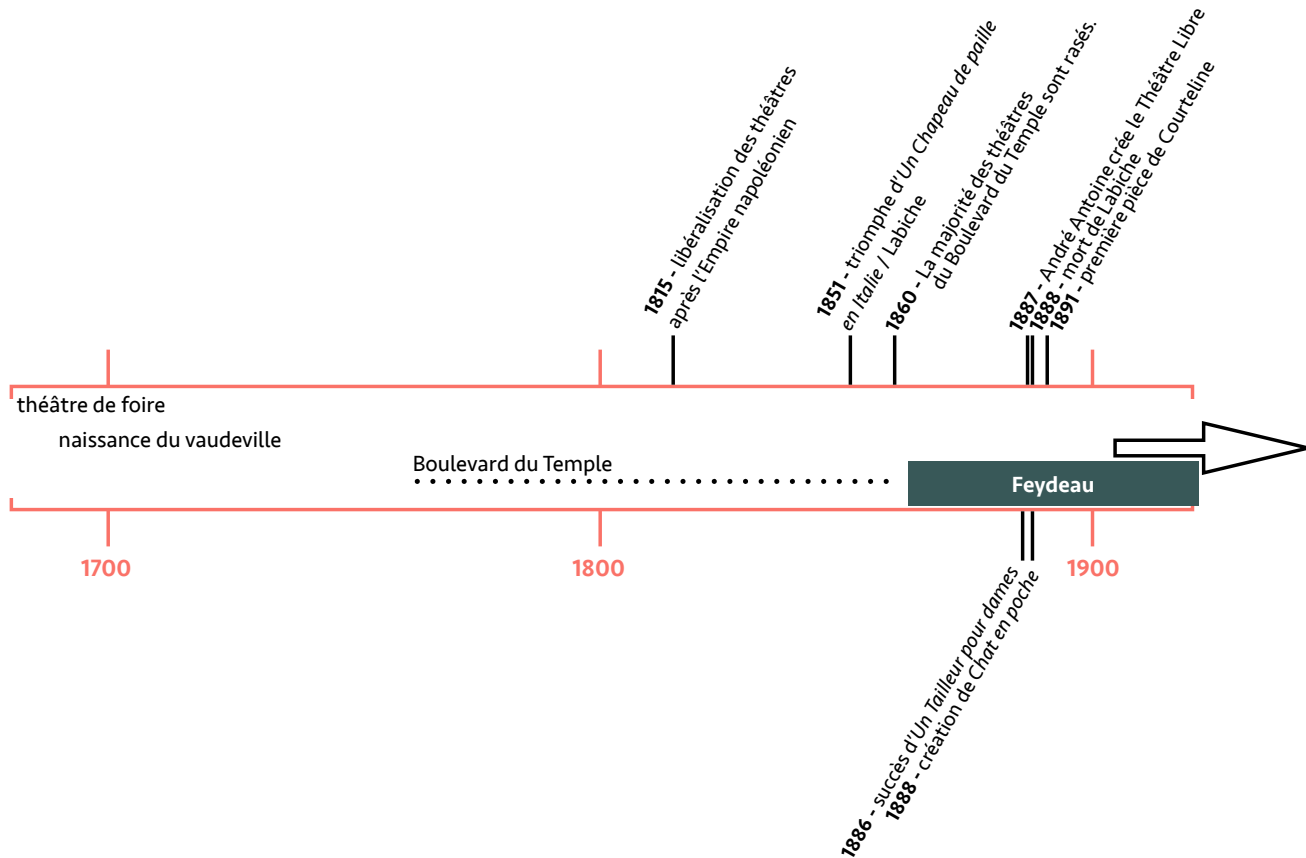 1815 - libéralisation des théâtres
après l'Empire napoléonien
1851 - triomphe d'Un Chapeau de paille
en Italie / Labiche
1860 - La majorité des théâtres
du Boulevard du Temple sont rasés.
1887 - André Antoine crée le Théâtre Libre
1888 - mort de Labiche
1891 - première pièce de Courteline
théâtre de foire
naissance du vaudeville
Boulevard du Temple
Feydeau
1700
1800
1900
1886 - succès d'Un Tailleur pour dames
1888 - création de Chat en poche